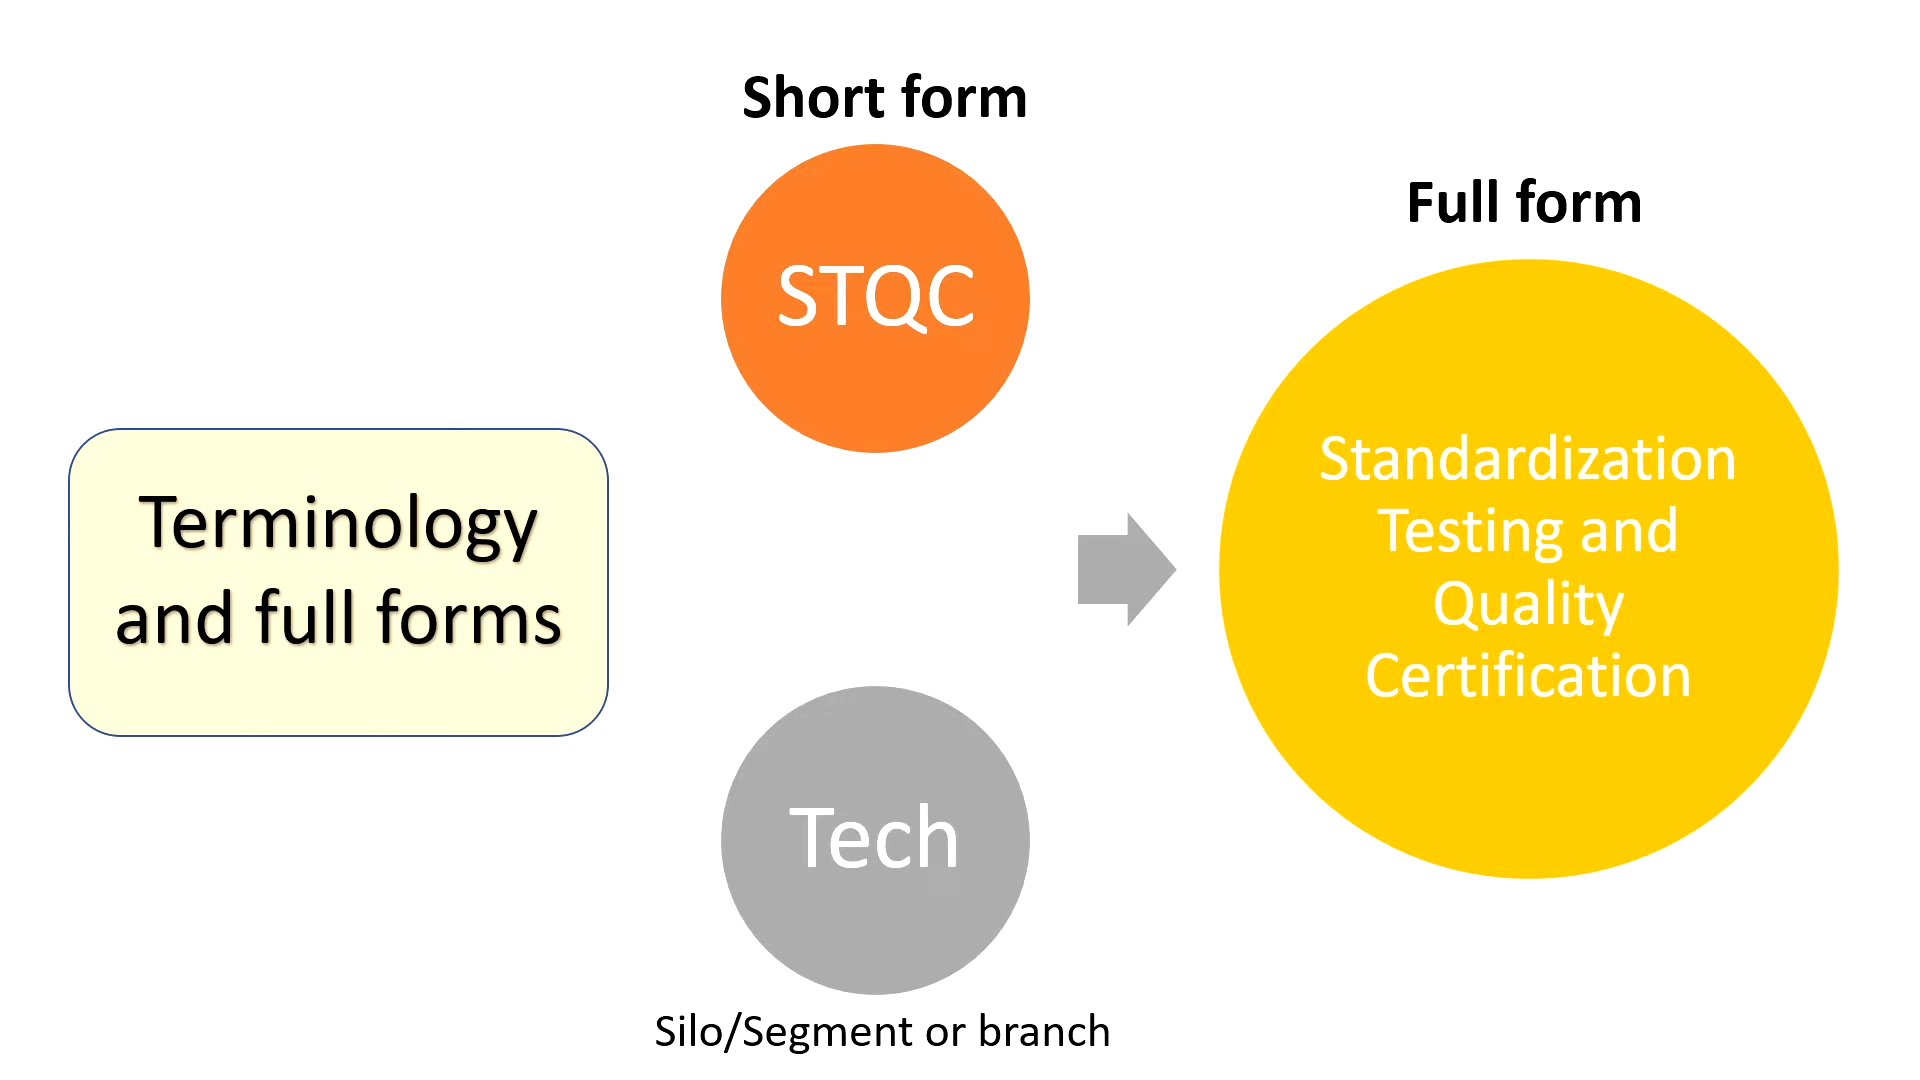 Short form
Full form
STQC
Terminology
and full forms
Standardization
Testing and
Quality
Certification
Tech
Silo/Segment or branch